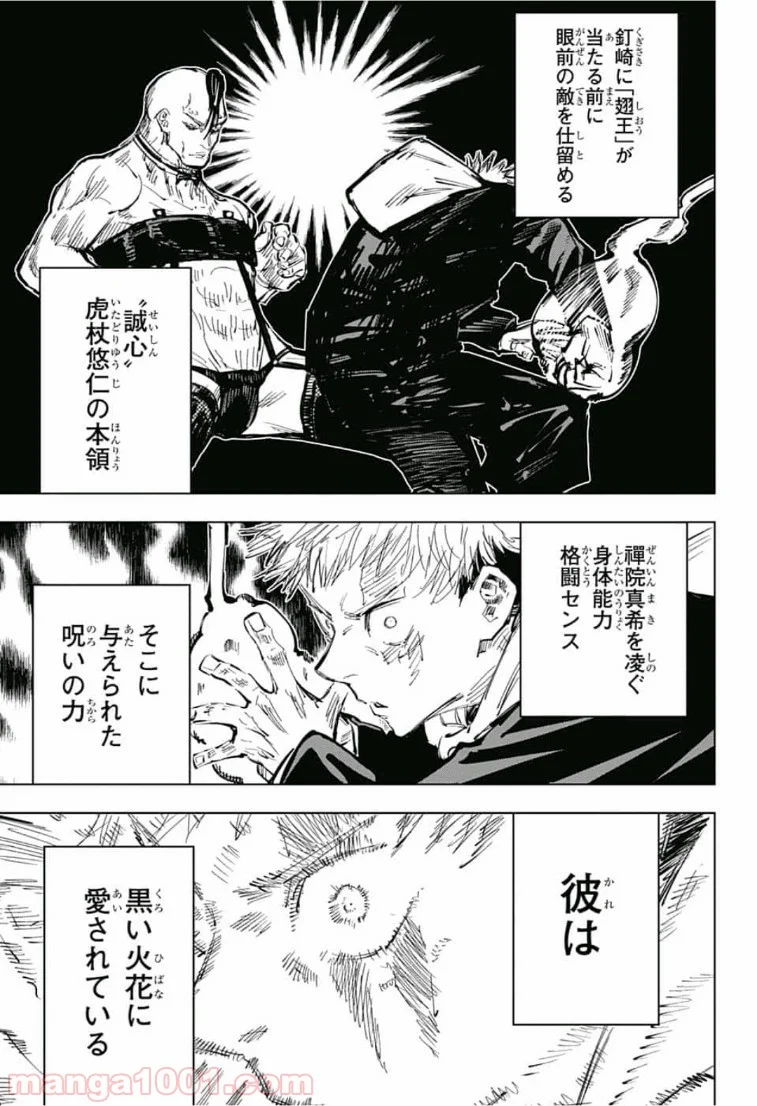 釘崎に「翅王」が
当たる前に
眼前の敵を仕留める
〝誠心〟
虎杖悠仁の本領
禪院真希を凌ぐ
身体能力
格闘センス
そこに
与えられた
呪いの力
彼は
黒い火花に
愛されている
manga1001.com